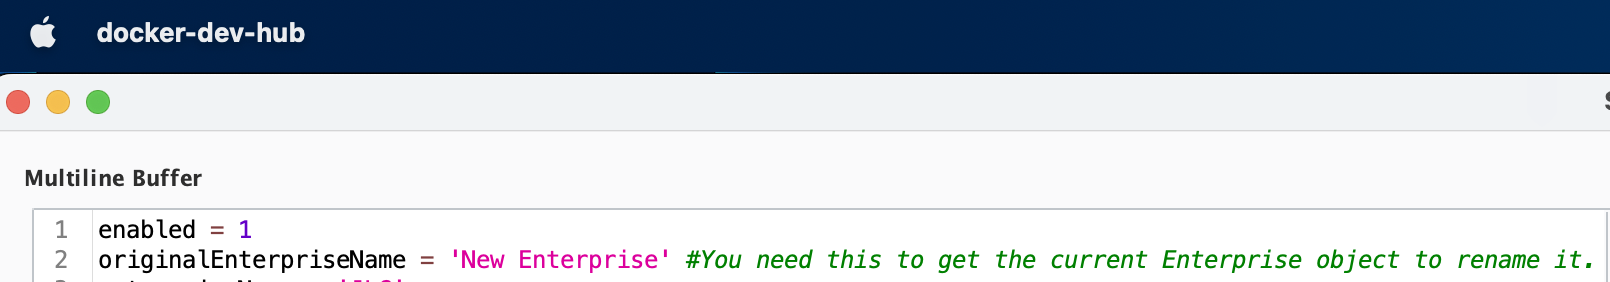 docker-dev-hub
Multiline Buffer
1 enabled = 1
2 originalEnterpriseName = 'New Enterprise' #You need this to get the current Enterprise object to rename it.